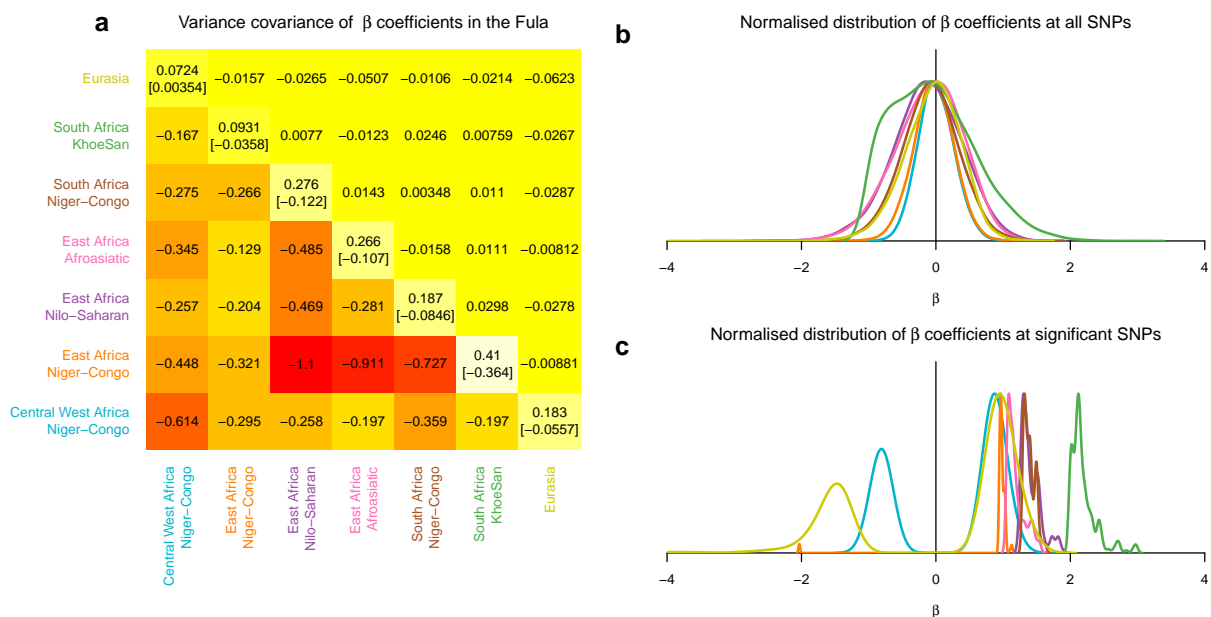 a
Variance covariance of β coefficients in the Fula
Eurasia
0.0724 −0.0157 −0.0265 −0.0507 −0.0106 −0.0214 −0.0623
[0.00354]
South Africa
KhoeSan
−0.167 0.0931 0.0077 −0.0123 0.0246 0.00759 −0.0267
[−0.0358]
South Africa
Niger−Congo
−0.275 −0.266 0.276 0.0143 0.00348 0.011 −0.0287
[−0.122]
East Africa
Afroasiatic
−0.345 −0.129 −0.485 0.266 −0.0158 0.0111 −0.00812
[−0.107]
East Africa
Nilo−Saharan
−0.257 −0.204 −0.469 −0.281 0.187 0.0298 −0.0278
[−0.0846]
East Africa
Niger−Congo
−0.448 −0.321 −1.1 −0.911 −0.727 0.41 −0.00881
[−0.364]
Central West Africa
Niger−Congo
−0.614 −0.295 −0.258 −0.197 −0.359 −0.197 0.183
[−0.0557]
Central West Africa
Niger−Congo
East Africa
Niger−Congo
East Africa
Nilo−Saharan
East Africa
Afroasiatic
South Africa
Niger−Congo
South Africa
KhoeSan
Eurasia
b
Normalised distribution of β coefficients at all SNPs
−4 −2 0 2 4
β
c
Normalised distribution of β coefficients at significant SNPs
−4 −2 0 2 4
β